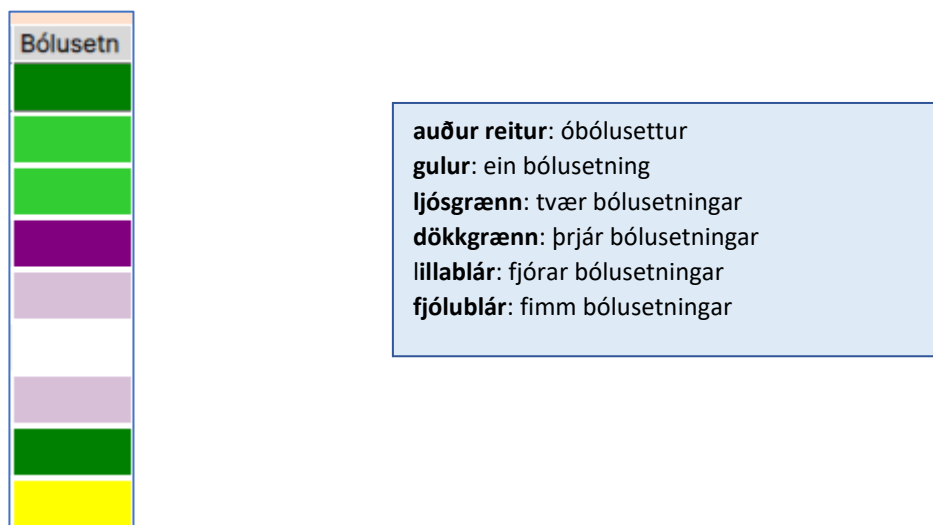 Bólusetn
auður reitur: óbólusettur
gulur: ein bólusetning
ljósgrænn: tvær bólusetningar
dökkgrænn: þrjár bólusetningar
lillablár: fjórar bólusetningar
fjólublár: fimm bólusetningar